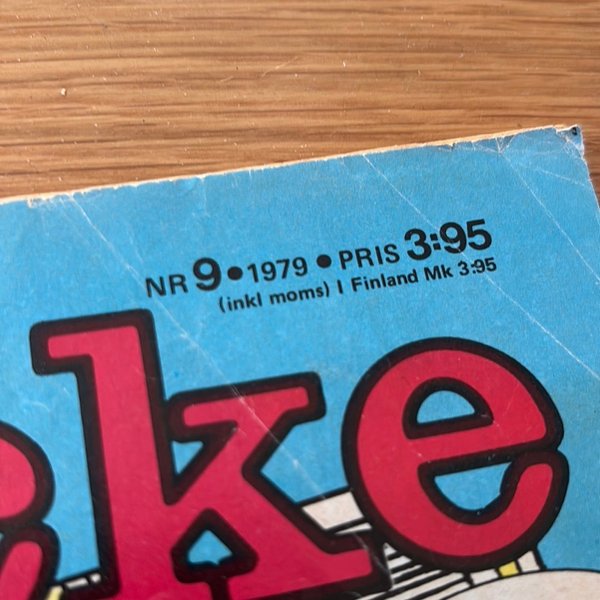 NR 9 • 1979 • PRIS 3:95
(inkl moms) I Finland Mk 3:95
ke